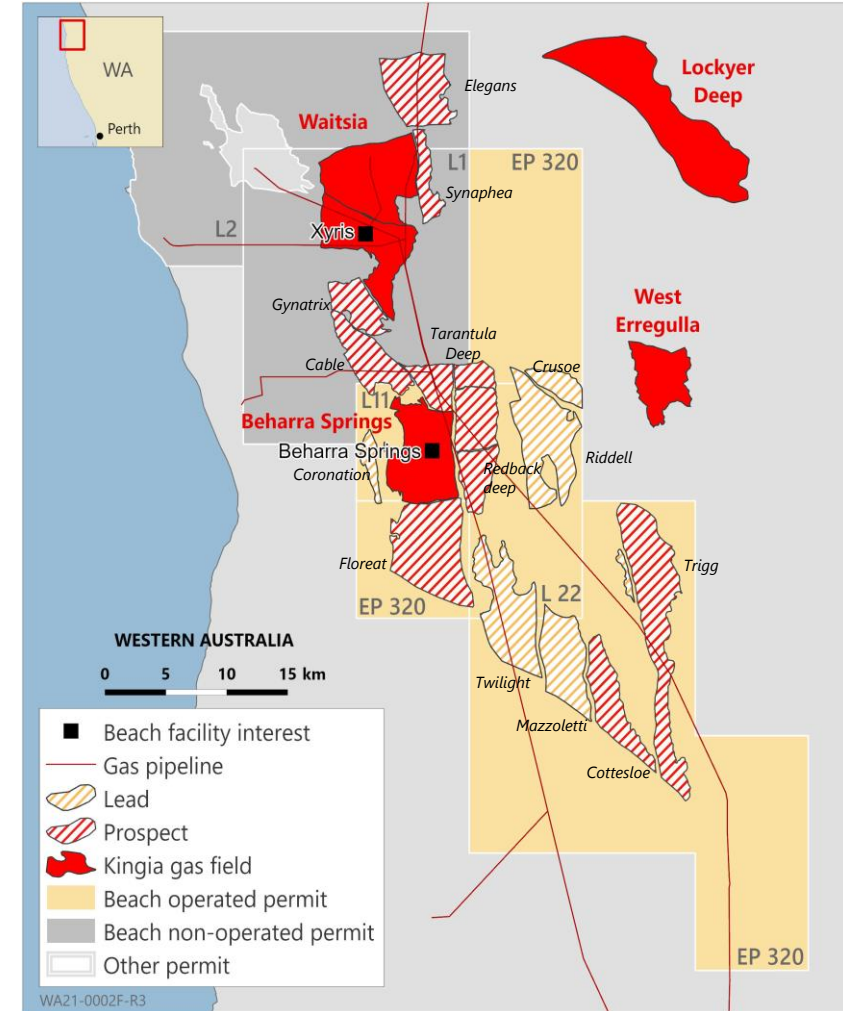 WA
Perth
Elegans
Lockyer
Deep
Waitsia
L1
EP 320
Synaphea
L2
Xyris
Gynatrix
West
Erregulla
Tarantula
Deep
Cable
Crusoe
L11
Beharra Springs
Beharra Springs
Coronation
Redback
deep
Riddell
Floreat
Trigg
EP 320
L 22
WESTERN AUSTRALIA
0 5 10 15 km
Twilight
Mazzoletti
Cottesloe
Beach facility interest
Gas pipeline
Lead
Prospect
Kingia gas field
Beach operated permit
Beach non-operated permit
Other permit
EP 320
WA21-0002F-R3